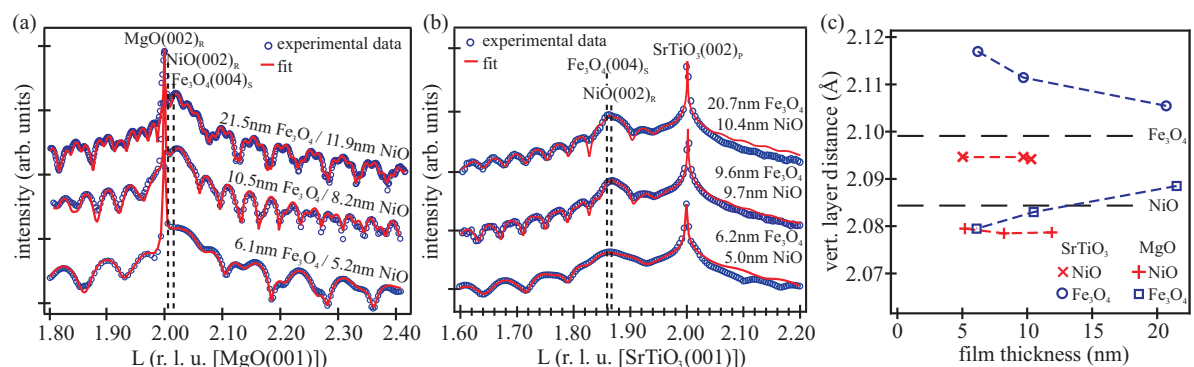 (a)
MgO(002)R
NiO(002)R
Fe3O4(004)S
experimental data
fit
21.5nm Fe3O4 / 11.9nm NiO
10.5nm Fe3O4 / 8.2nm NiO
6.1nm Fe3O4 / 5.2nm NiO
intensity (arb. units)
1.80 1.90 2.00 2.10 2.20 2.30 2.40
L (r. l. u. [MgO(001)])
(b)
experimental data
fit
SrTiO3(002)P
Fe3O4(004)S
NiO(002)R
20.7nm Fe3O4
10.4nm NiO
9.6nm Fe3O4
9.7nm NiO
6.2nm Fe3O4
5.0nm NiO
intensity (arb. units)
1.60 1.70 1.80 1.90 2.00 2.10 2.20
L (r. l. u. [SrTiO3(001)])
(c)
vert. layer distance (Å)
2.12
2.11
2.10
2.09
2.08
2.07
Fe3O4
NiO
SrTiO3 MgO
NiO NiO
Fe3O4 Fe3O4
0 5 10 15 20
film thickness (nm)